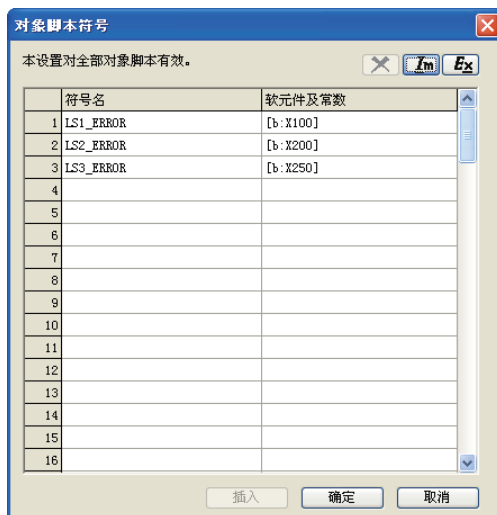 对象脚本符号
本设置对全部对象脚本有效。 Im Ex
符号名 软元件及常数
1 LS1_ERROR [b:X100]
2 LS2_ERROR [b:X200]
3 LS3_ERROR [b:X250]
4
5
6
7
8
9
10
11
12
13
14
15
16
插入 确定 取消